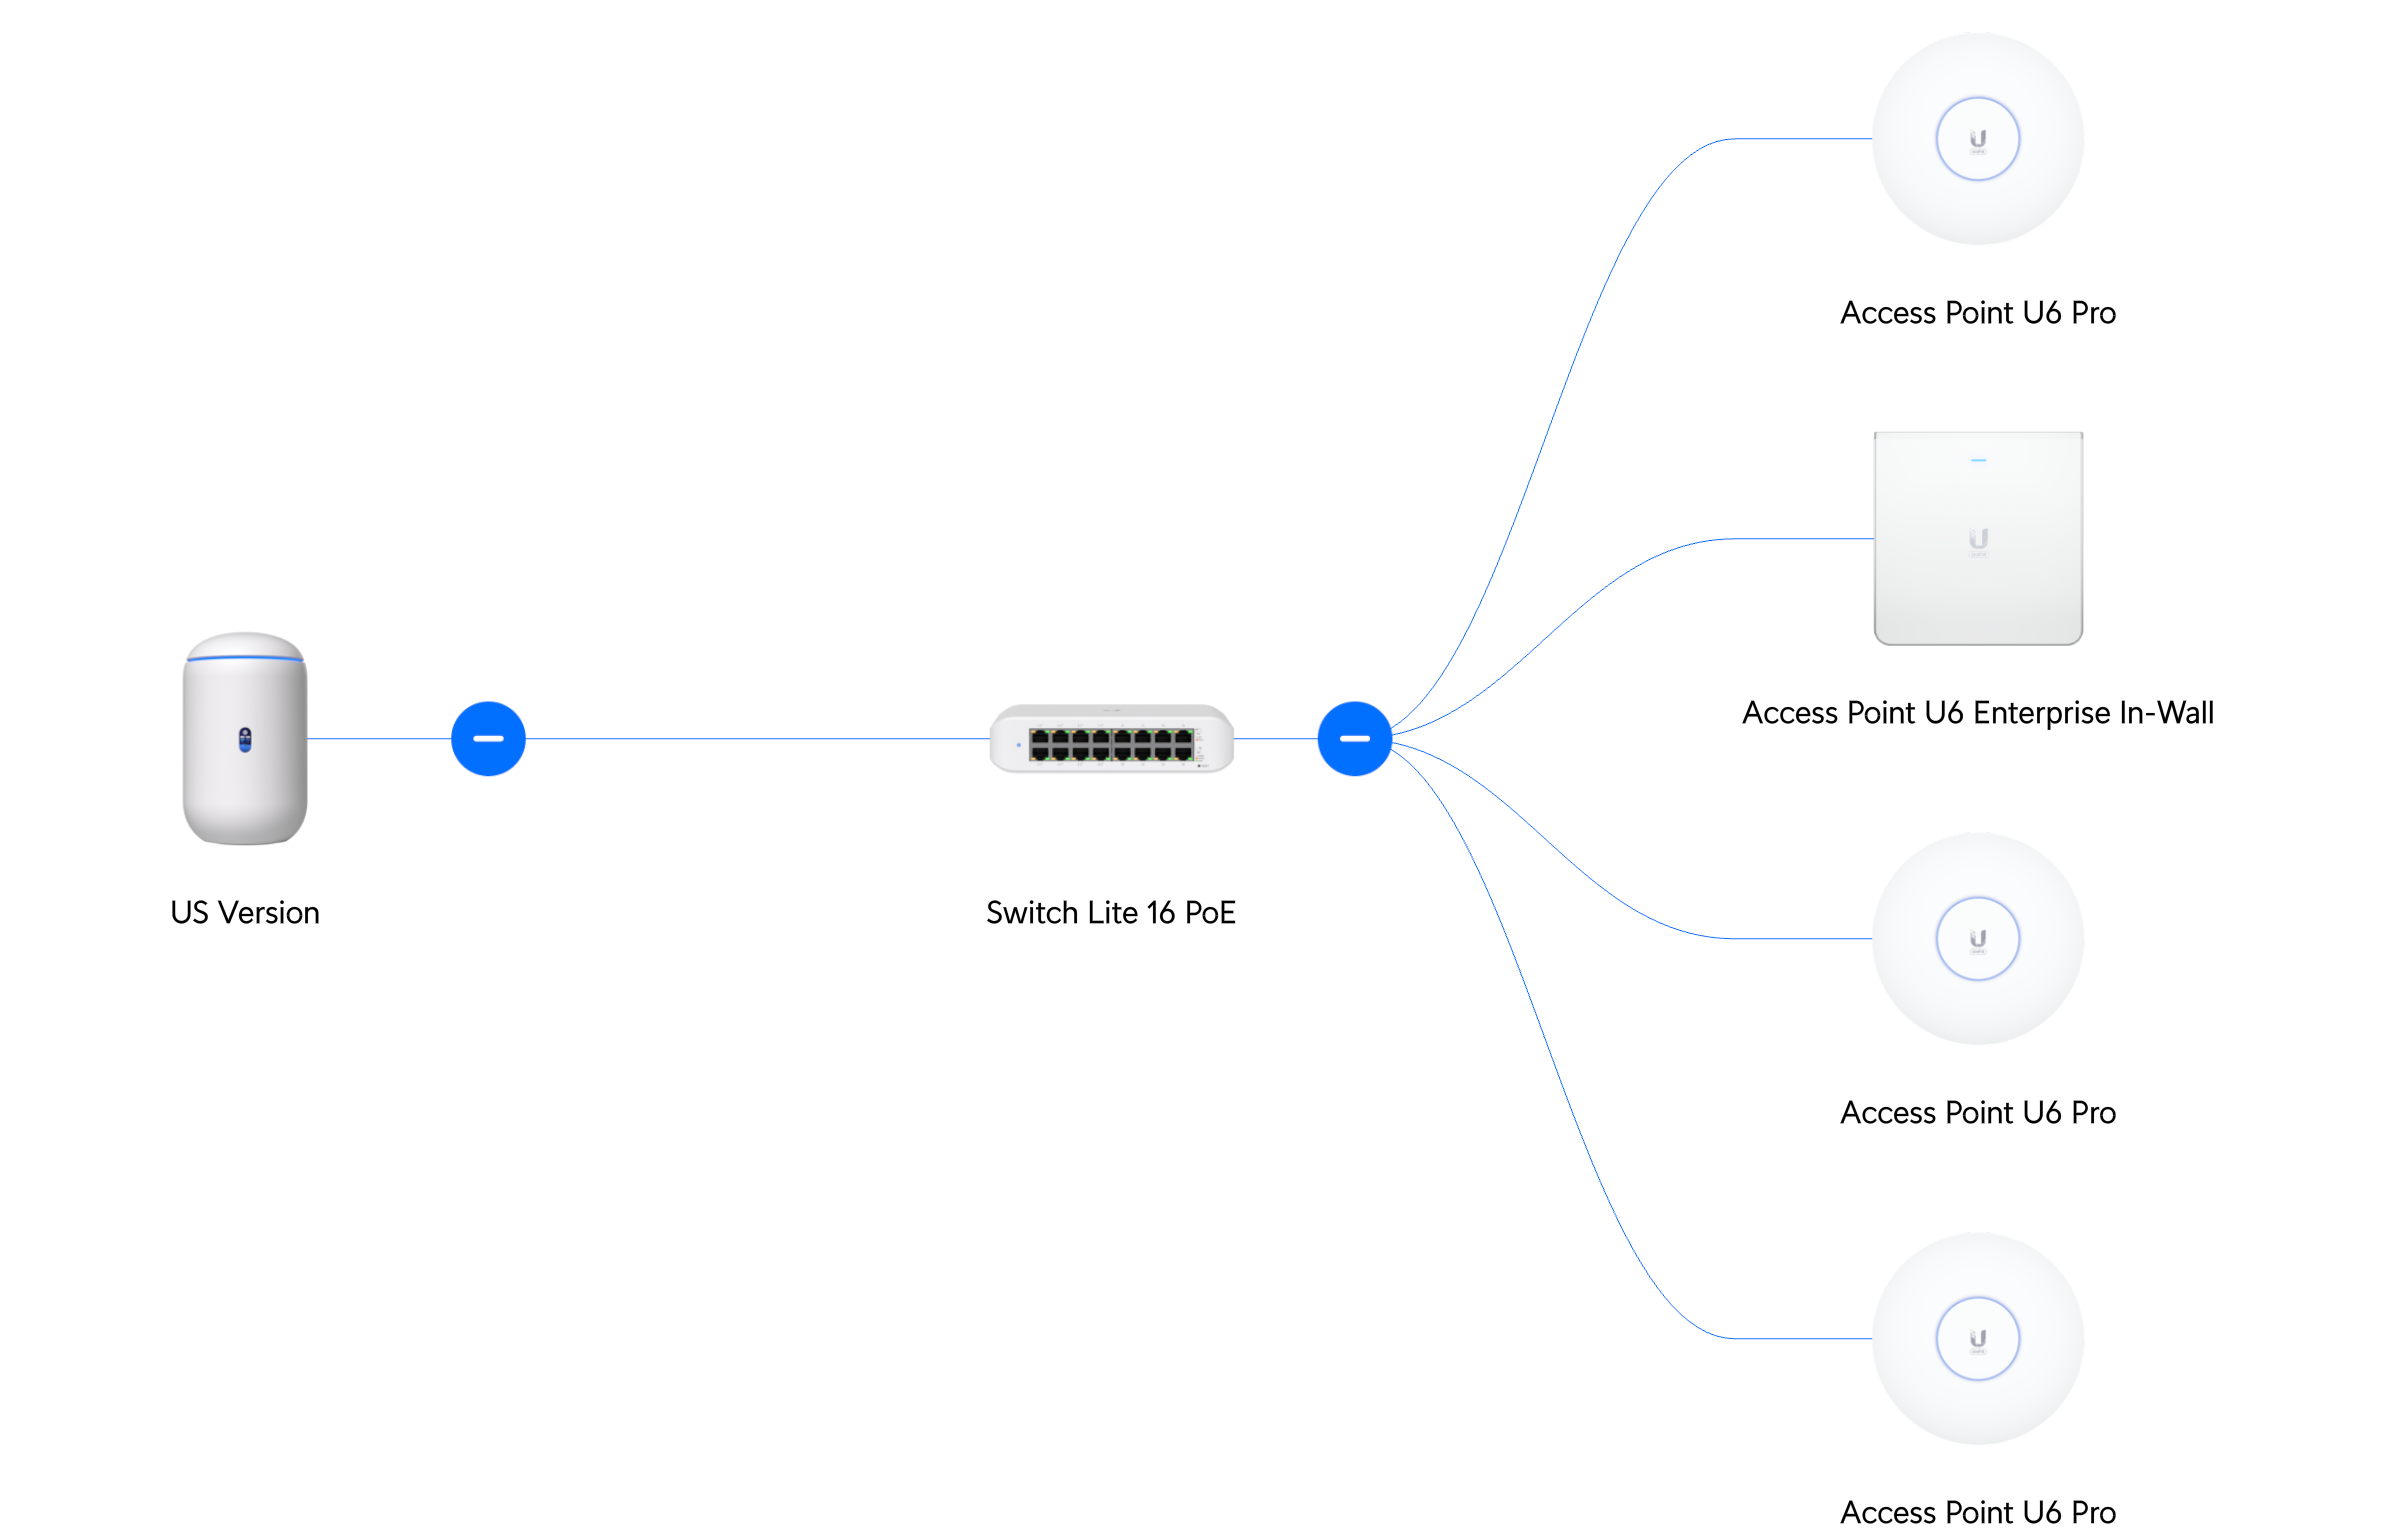 Access Point U6 Pro
Access Point U6 Enterprise In-Wall
US Version
Switch Lite 16 PoE
Access Point U6 Pro
Access Point U6 Pro